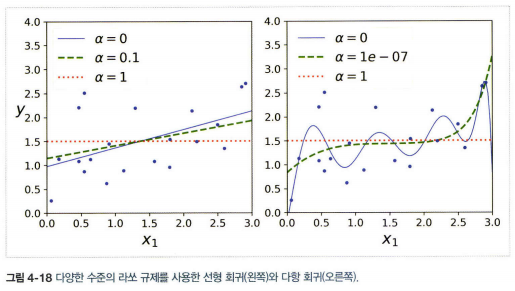 4.0
3.5
3.0
2.5
y2.0
1.5
1.0
0.5
0.0
0.0 0.5 1.0 1.5 2.0 2.5 3.0
x1
α = 0
α = 0.1
α = 1
4.0
3.5
3.0
2.5
2.0
1.5
1.0
0.5
0.0
0.0 0.5 1.0 1.5 2.0 2.5 3.0
x1
α = 0
α = 1e − 07
α = 1
그림 4-18 다양한 수준의 라쏘 규제를 사용한 선형 회귀(왼쪽)와 다항 회귀(오른쪽).